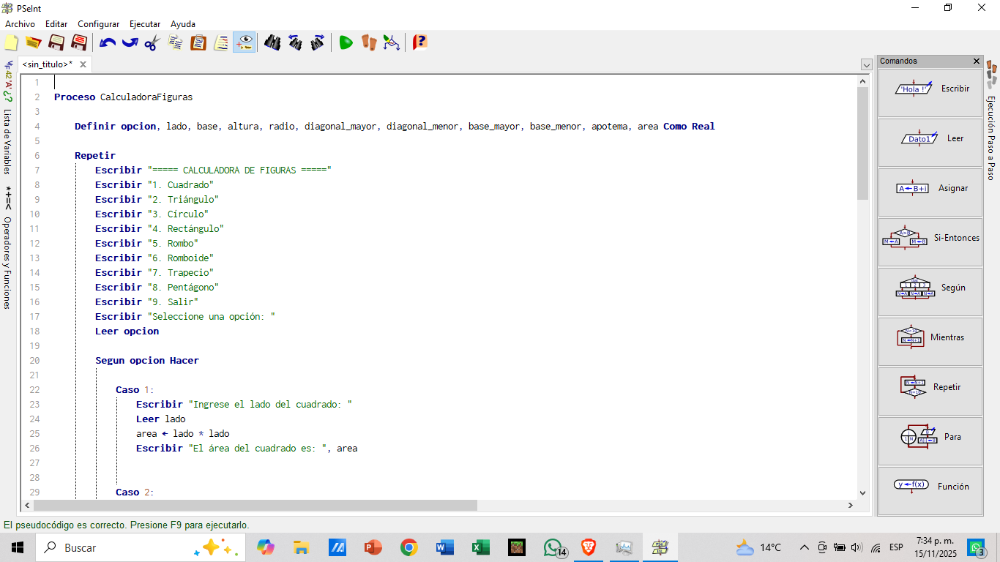 PSeInt
Archivo Editar Configurar Ejecutar Ayuda
<sin_titulo>*
Lista de Variables
Operadores y Funciones
1
2 Proceso CalculadoraFiguras
3
4 Definir opcion, lado, base, altura, radio, diagonal_mayor, diagonal_menor, base_mayor, base_menor, apotema, area Como Real
5
6 Repetir
7 Escribir "===== CALCULADORA DE FIGURAS ====="
8 Escribir "1. Cuadrado"
9 Escribir "2. Triángulo"
10 Escribir "3. Círculo"
11 Escribir "4. Rectángulo"
12 Escribir "5. Rombo"
13 Escribir "6. Romboide"
14 Escribir "7. Trapecio"
15 Escribir "8. Pentágono"
16 Escribir "9. Salir"
17 Escribir "Seleccione una opción: "
18 Leer opcion
19
20 Segun opcion Hacer
21
22 Caso 1:
23 Escribir "Ingrese el lado del cuadrado: "
24 Leer lado
25 area ← lado * lado
26 Escribir "El área del cuadrado es: ", area
27
28
29 Caso 2:
Comandos
'Hola !' Escribir
Dato1 Leer
A←B+i Asignar
Si-Entonces
Según
Mientras
Repetir
Para
y←f(x) Función
Ejecución Paso a Paso
El pseudocódigo es correcto. Presione F9 para ejecutarlo.
Buscar
14
14°C
ESP
7:34 p. m.
15/11/2025
3